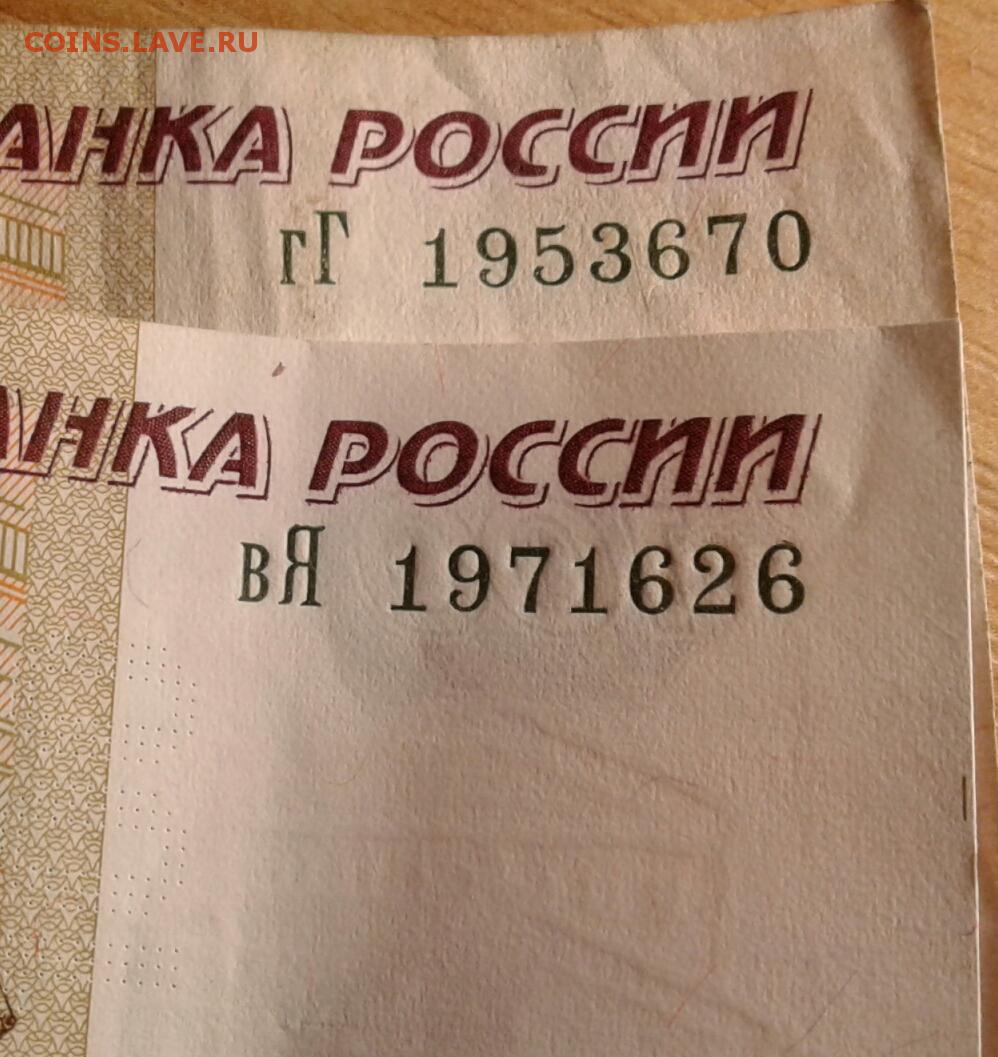 COINS.LAVE.RU
АНКА РОССИИ
гГ 1953670
АНКА РОССИИ
вЯ 1971626